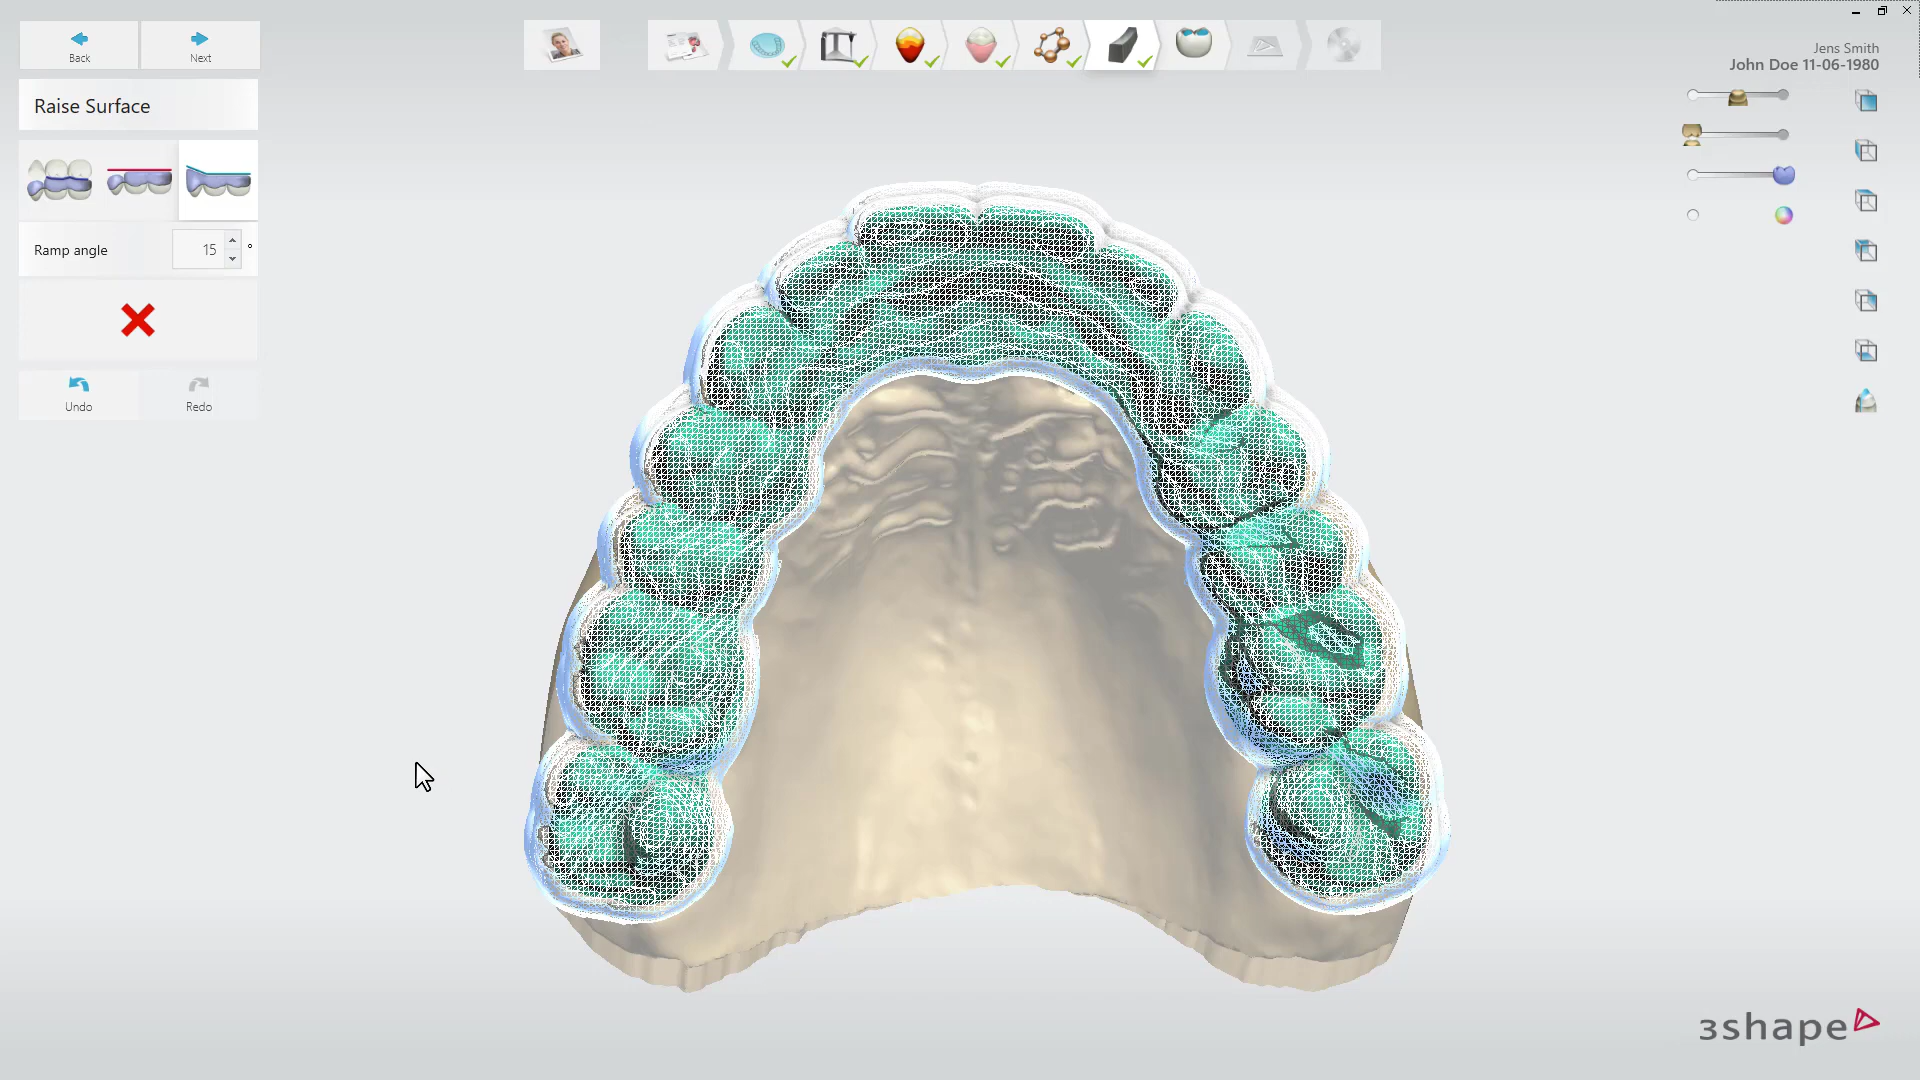 Back
Next
Jens Smith
John Doe 11-06-1980
Raise Surface
Ramp angle
15 °
Undo
Redo
3shape